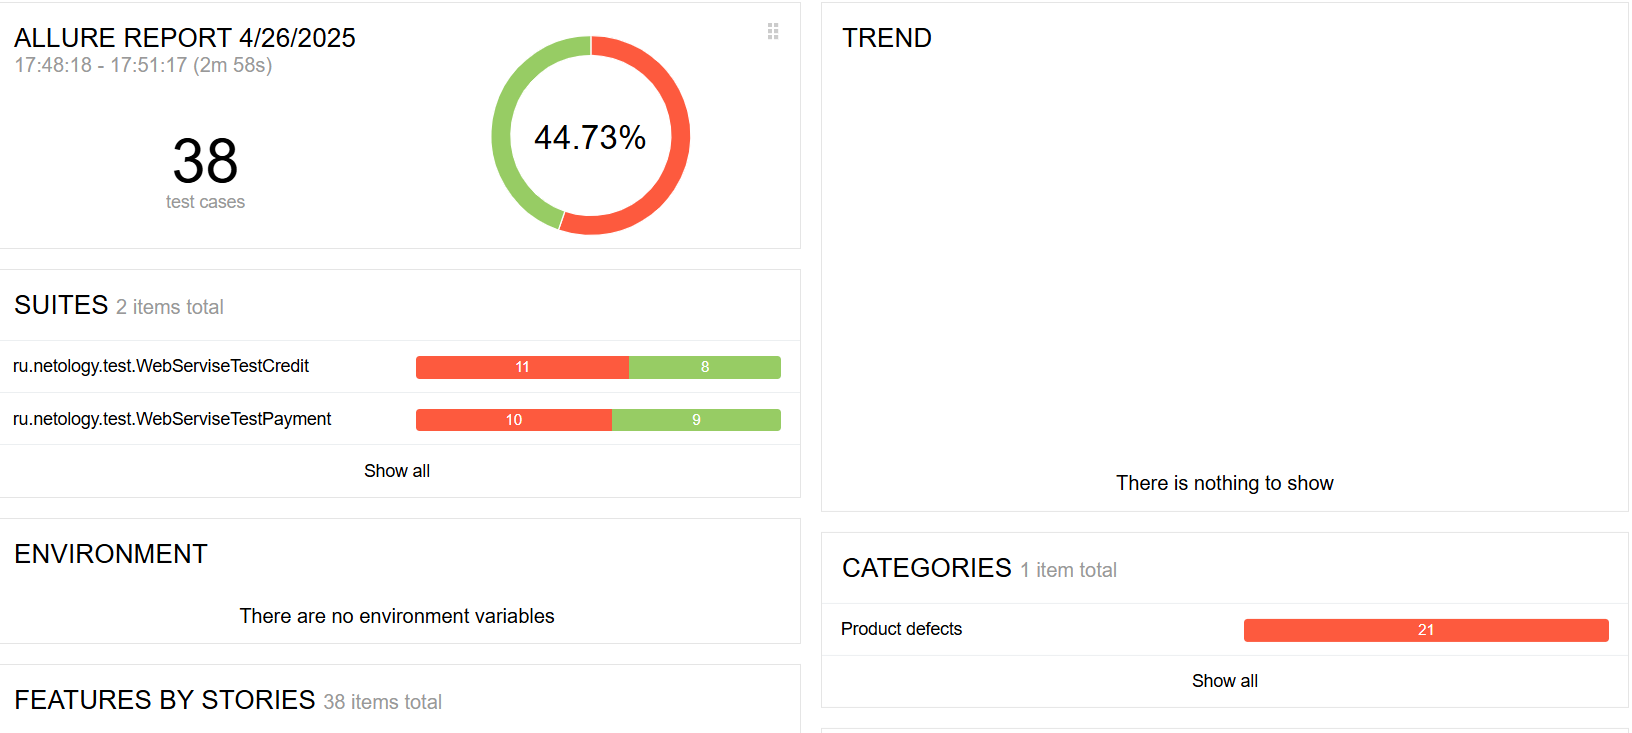 ALLURE REPORT 4/26/2025
17:48:18 - 17:51:17 (2m 58s)
38
test cases
44.73%
SUITES 2 items total
ru.netology.test.WebServiseTestCredit 11 8
ru.netology.test.WebServiseTestPayment 10 9
Show all
ENVIRONMENT
There are no environment variables
FEATURES BY STORIES 38 items total
TREND
There is nothing to show
CATEGORIES 1 item total
Product defects 21
Show all